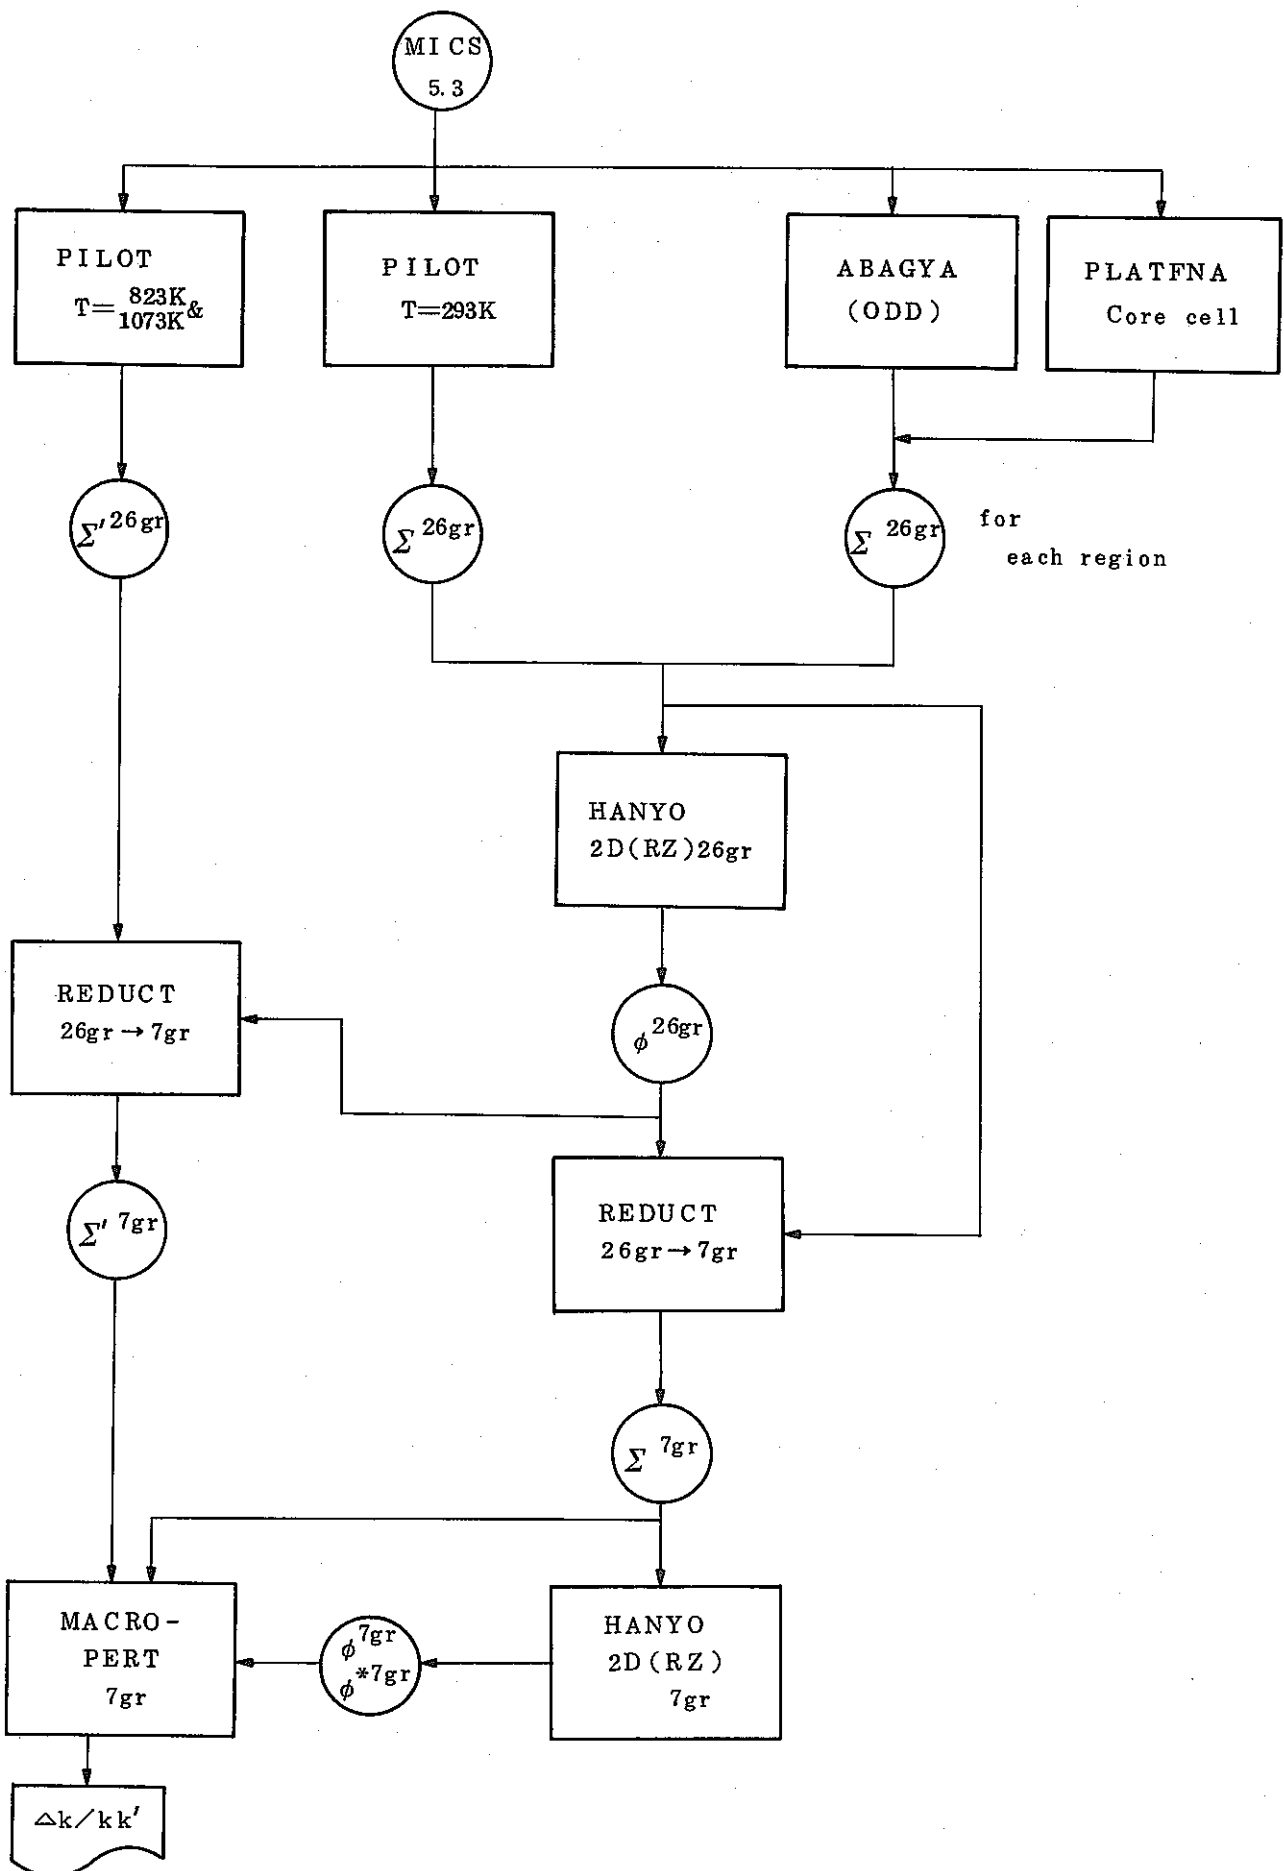 MICS
5.3
PILOT
T=823K &
1073K
PILOT
T=293K
ABAGYA
(ODD)
PLATFNA
Core cell
Σ′ 26gr
Σ 26gr
Σ 26gr
for
each region
HANYO
2D(RZ)26gr
REDUCT
26gr→7gr
φ 26gr
Σ′ 7gr
REDUCT
26gr→7gr
Σ 7gr
MACRO-
PERT
7gr
φ 7gr
φ *7gr
HANYO
2D(RZ)
7gr
△k/kk′